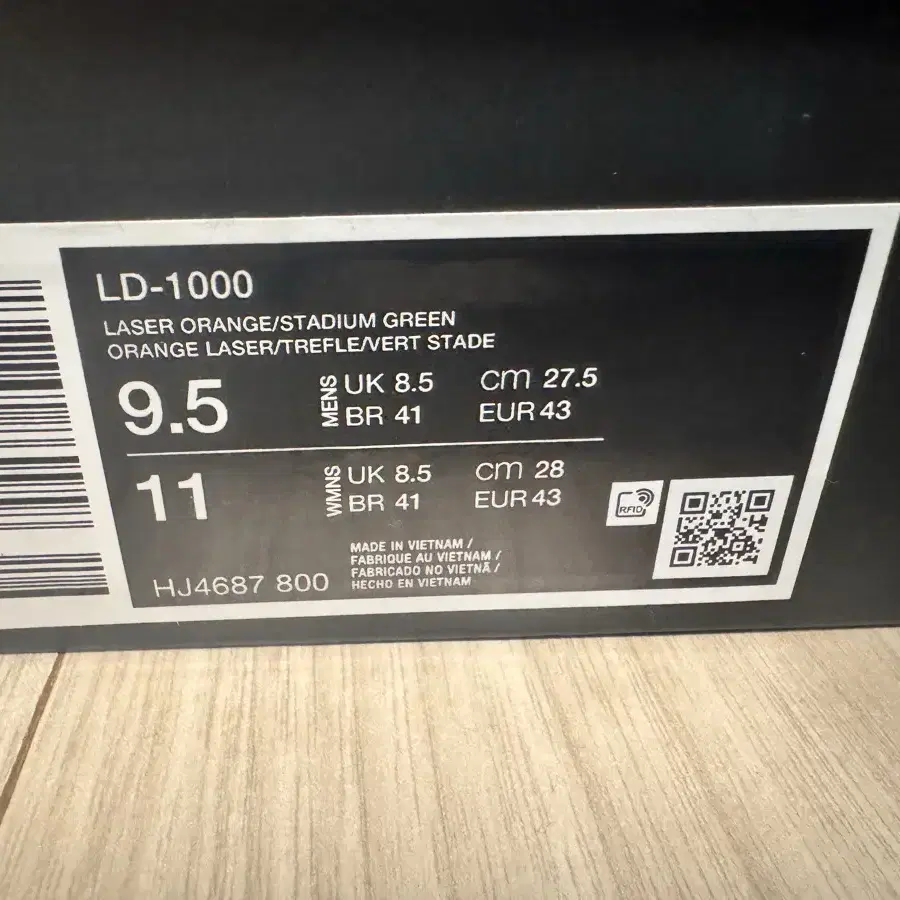 LD-1000
LASER ORANGE/STADIUM GREEN
ORANGE LASER/TREFLE/VERT STADE
9.5 MENS UK 8.5 cm 27.5
BR 41 EUR 43
11 WMNS UK 8.5 cm 28
BR 41 EUR 43
RFID
MADE IN VIETNAM /
FABRIQUE AU VIETNAM /
FABRICADO NO VIETNÃ /
HECHO EN VIETNAM
HJ4687 800